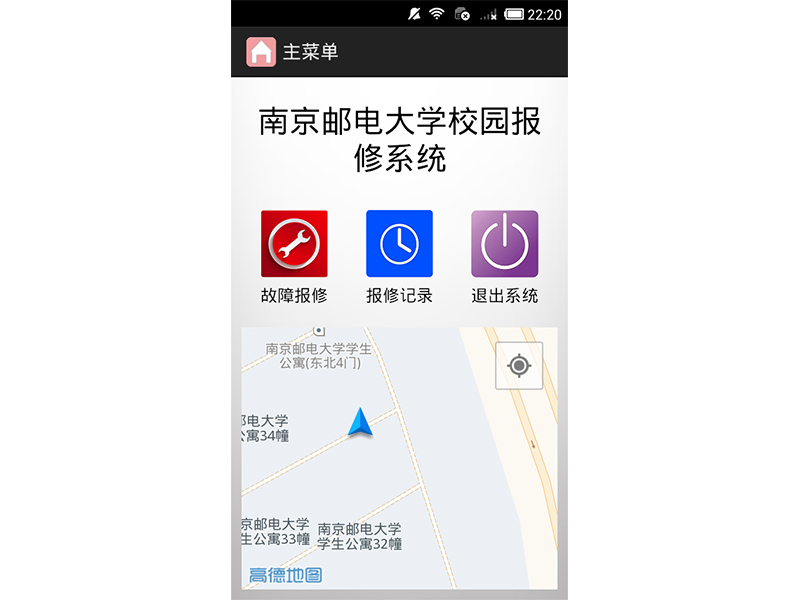 22:20
主菜单
南京邮电大学校园报
修系统
故障报修
报修记录
退出系统
南京邮电大学学生
公寓(东北4门)
邮电大学
公寓34幢
京邮电大学
生公寓33幢
南京邮电大学
学生公寓32幢
高德地图